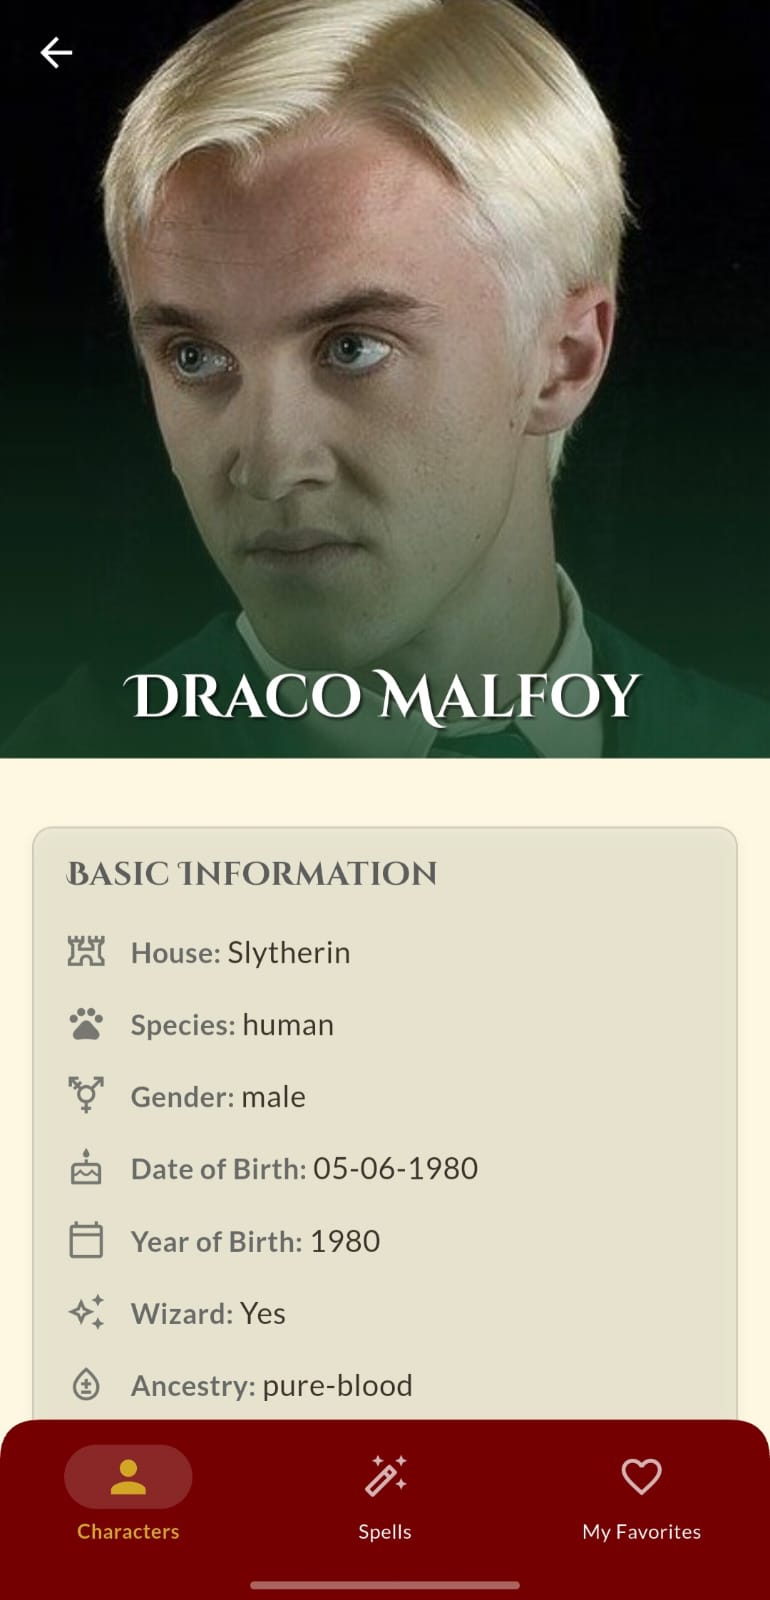 Draco Malfoy
Basic Information
House: Slytherin
Species: human
Gender: male
Date of Birth: 05-06-1980
Year of Birth: 1980
Wizard: Yes
Ancestry: pure-blood
Characters Spells My Favorites